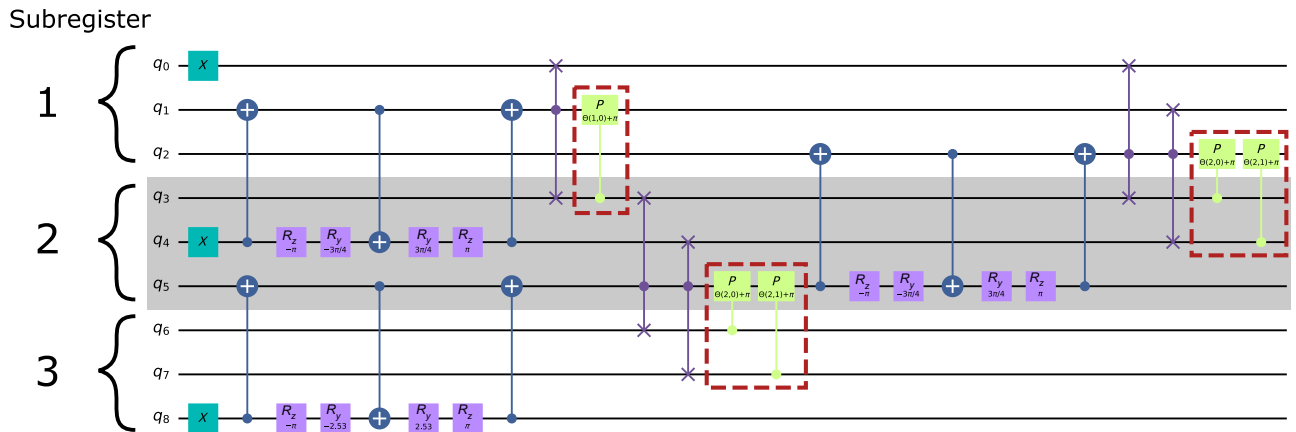 Subregister
1
2
3
q0 X
q1 P Θ(1,0)+π
q2 P Θ(2,0)+π P Θ(2,1)+π
q3
q4 X Rz −π Ry −3π/4 Ry 3π/4 Rz π
q5 P Θ(2,0)+π P Θ(2,1)+π Rz −π Ry −3π/4 Ry 3π/4 Rz π
q6
q7
q8 X Rz −π Ry −2.53 Ry 2.53 Rz π